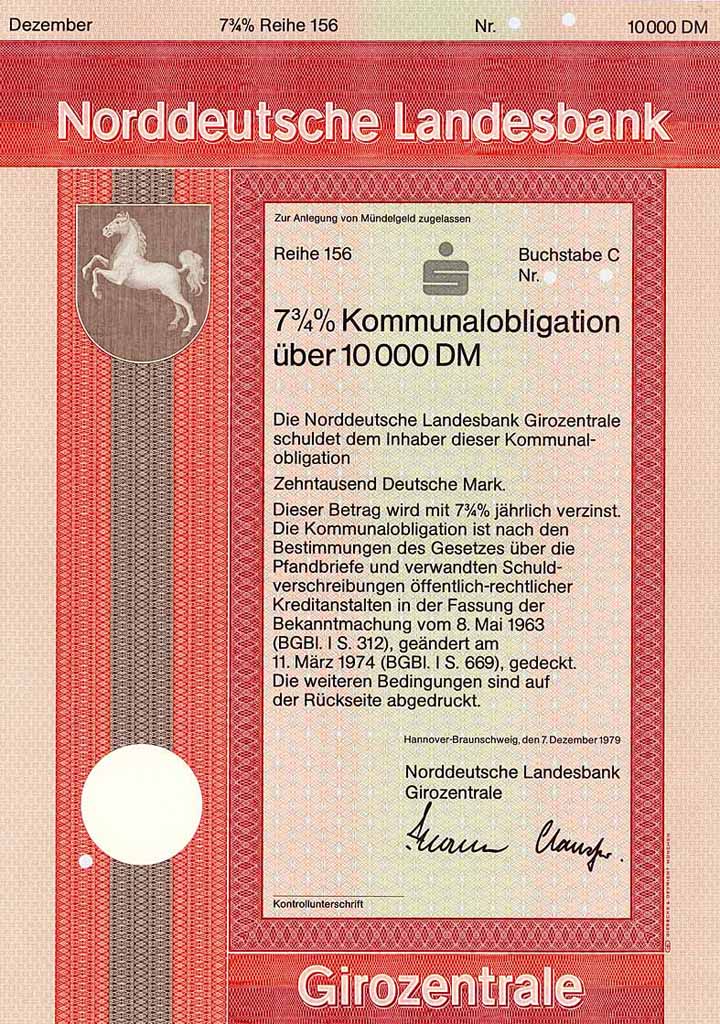 Dezember 7¾% Reihe 156 Nr. 10 000 DM
Norddeutsche Landesbank
Zur Anlegung von Mündelgeld zugelassen
Reihe 156 Buchstabe C
Nr.
7¾% Kommunalobligation
über 10 000 DM
Die Norddeutsche Landesbank Girozentrale
schuldet dem Inhaber dieser Kommunal-
obligation
Zehntausend Deutsche Mark.
Dieser Betrag wird mit 7¾% jährlich verzinst.
Die Kommunalobligation ist nach den
Bestimmungen des Gesetzes über die
Pfandbriefe und verwandten Schuld-
verschreibungen öffentlich-rechtlicher
Kreditanstalten in der Fassung der
Bekanntmachung vom 8. Mai 1963
(BGBl. I S. 312), geändert am
11. März 1974 (BGBl. I S. 669), gedeckt.
Die weiteren Bedingungen sind auf
der Rückseite abgedruckt.
Hannover-Braunschweig, den 7. Dezember 1979
Norddeutsche Landesbank
Girozentrale
Kontrollunterschrift
GIESECKE & DEVRIENT MÜNCHEN
Girozentrale